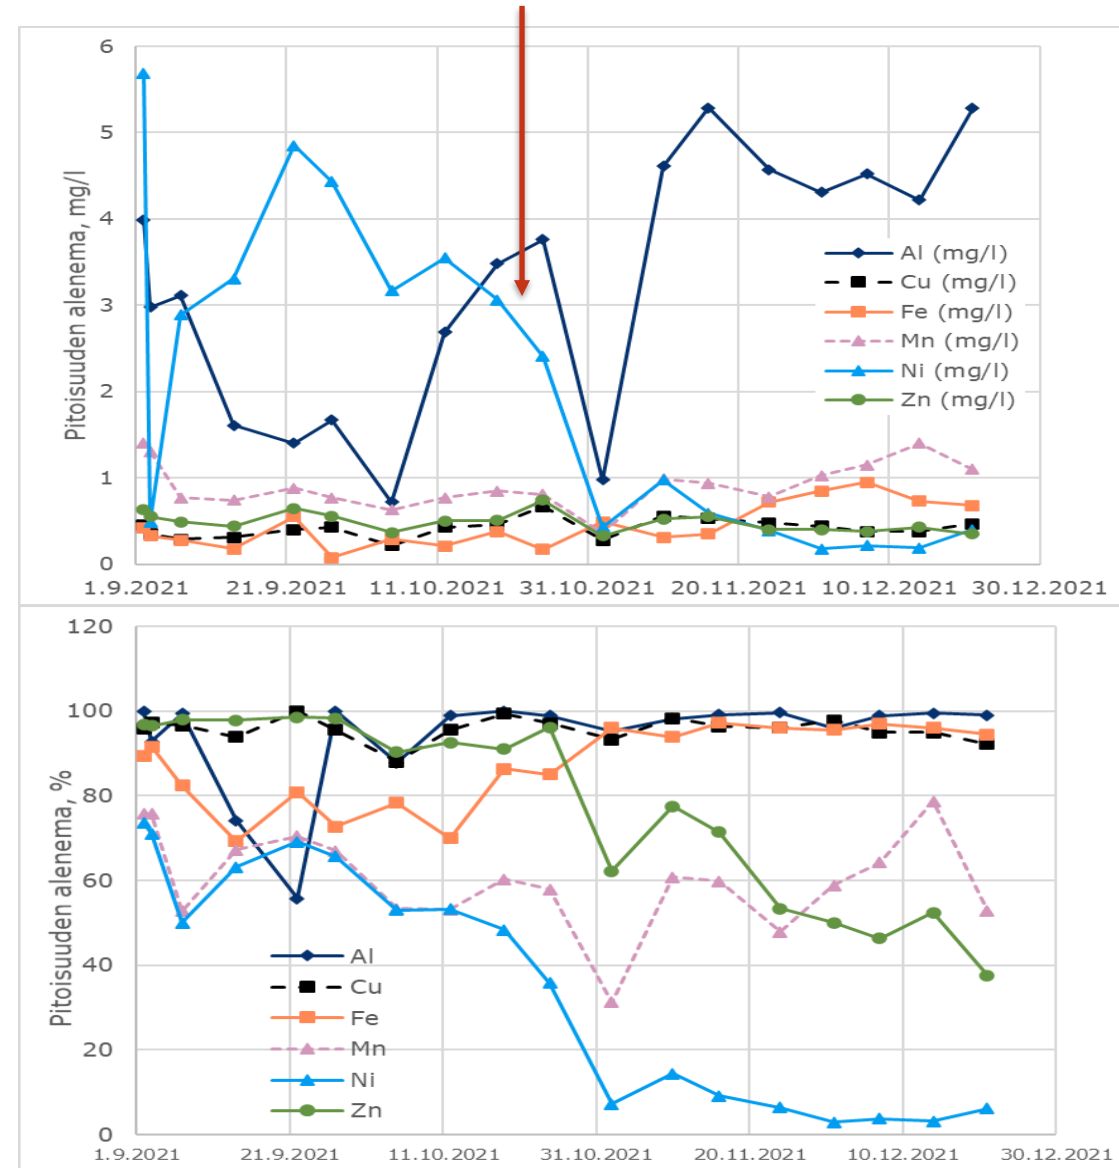 Pitoisuuden alenema, mg/l
6
5
4
3
2
1
0
Al (mg/l)
Cu (mg/l)
Fe (mg/l)
Mn (mg/l)
Ni (mg/l)
Zn (mg/l)
1.9.2021 21.9.2021 11.10.2021 31.10.2021 20.11.2021 10.12.2021 30.12.2021
Pitoisuuden alenema, %
120
100
80
60
40
20
0
Al
Cu
Fe
Mn
Ni
Zn
1.9.2021 21.9.2021 11.10.2021 31.10.2021 20.11.2021 10.12.2021 30.12.2021